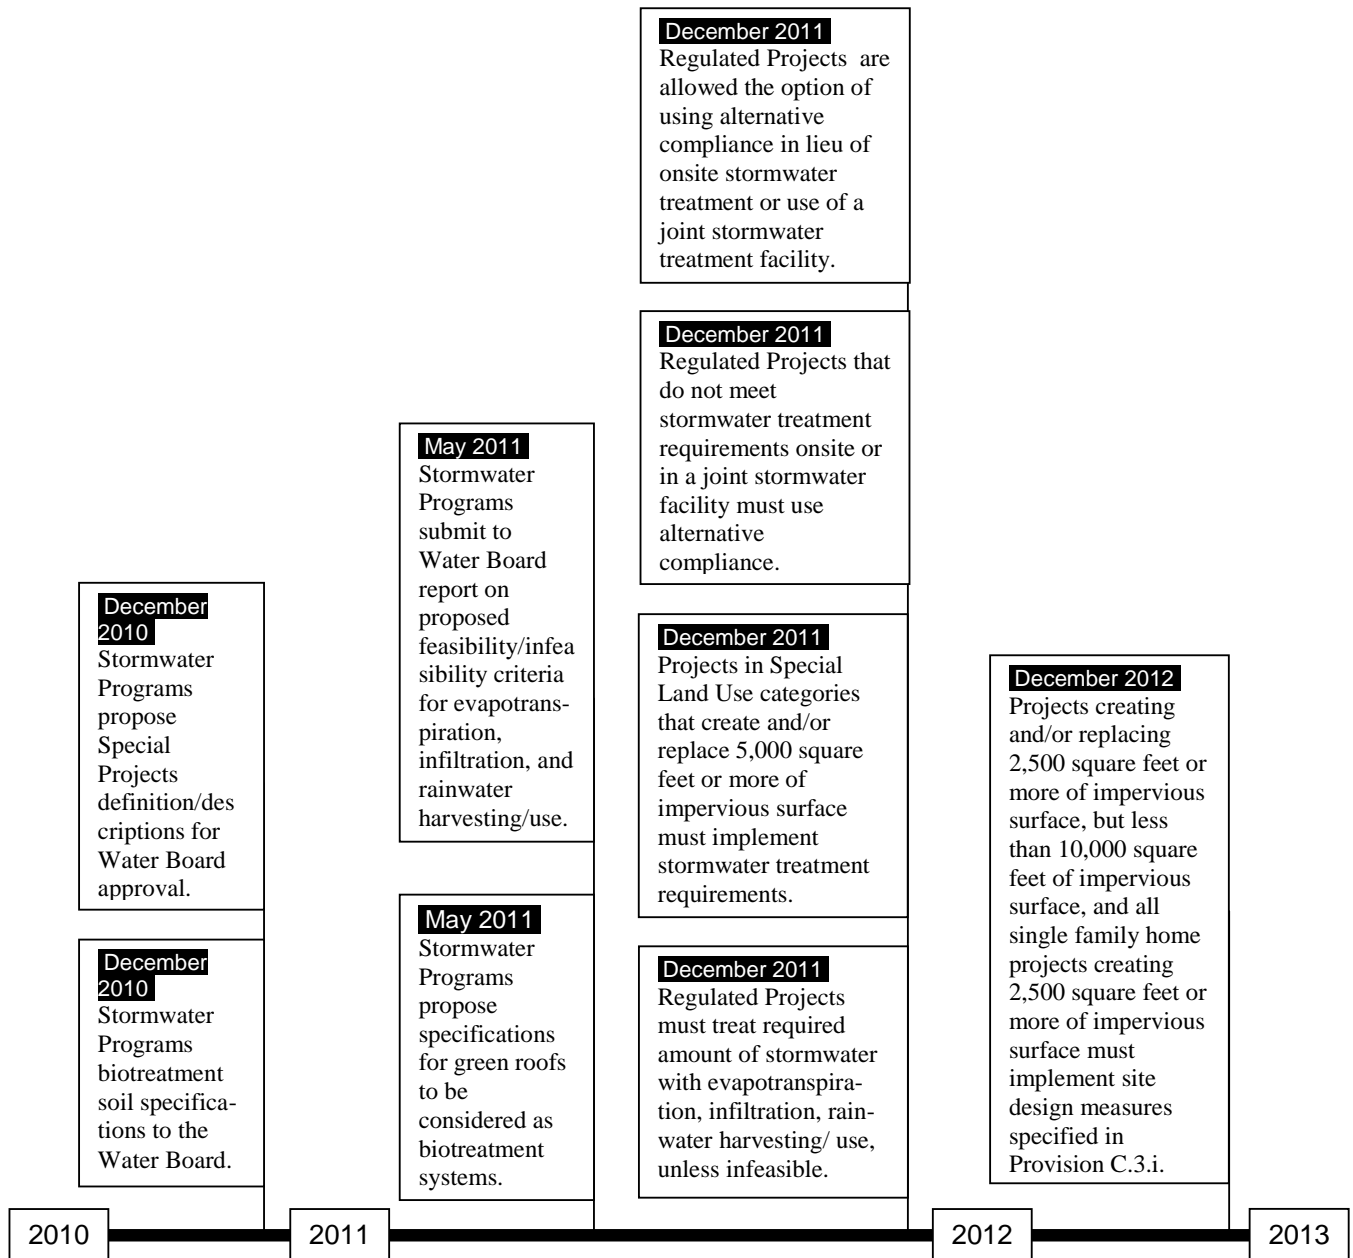 December
2010
Stormwater
Programs
propose
Special
Projects
definition/des
criptions for
Water Board
approval.
December
2010
Stormwater
Programs
biotreatment
soil specifica-
tions to the
Water Board.
May 2011
Stormwater
Programs
submit to
Water Board
report on
proposed
feasibility/infea
sibility criteria
for evapotrans-
piration,
infiltration, and
rainwater
harvesting/use.
May 2011
Stormwater
Programs
propose
specifications
for green roofs
to be
considered as
biotreatment
systems.
December 2011
Regulated Projects are
allowed the option of
using alternative
compliance in lieu of
onsite stormwater
treatment or use of a
joint stormwater
treatment facility.
December 2011
Regulated Projects that
do not meet
stormwater treatment
requirements onsite or
in a joint stormwater
facility must use
alternative
compliance.
December 2011
Projects in Special
Land Use categories
that create and/or
replace 5,000 square
feet or more of
impervious surface
must implement
stormwater treatment
requirements.
December 2011
Regulated Projects
must treat required
amount of stormwater
with evapotranspira-
tion, infiltration, rain-
water harvesting/ use,
unless infeasible.
December 2012
Projects creating
and/or replacing
2,500 square feet or
more of impervious
surface, but less
than 10,000 square
feet of impervious
surface, and all
single family home
projects creating
2,500 square feet or
more of impervious
surface must
implement site
design measures
specified in
Provision C.3.i.
2010
2011
2012
2013